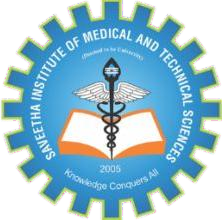 SAVEETHA INSTITUTE OF MEDICAL AND TECHNICAL SCIENCES
(Deemed to be University)
2005
Knowledge Conquers All